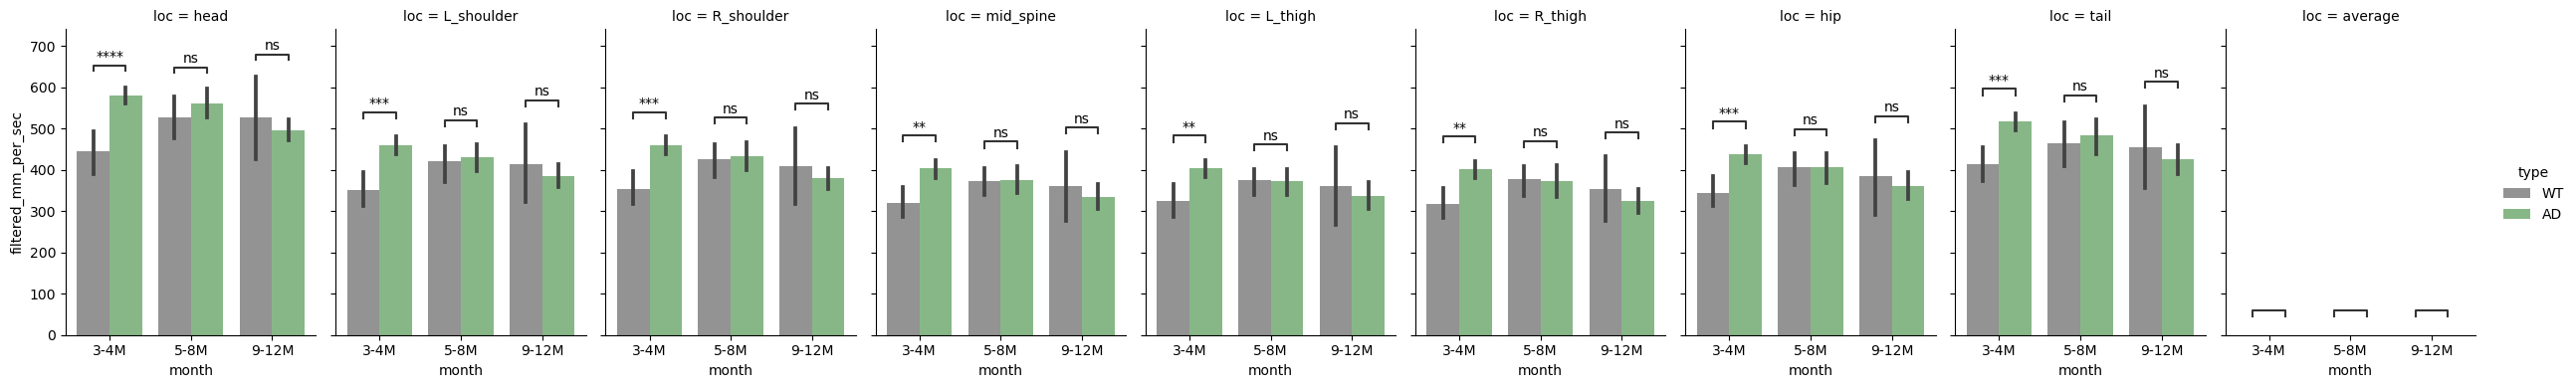 loc = head
loc = L_shoulder
loc = R_shoulder
loc = mid_spine
loc = L_thigh
loc = R_thigh
loc = hip
loc = tail
loc = average
filtered_mm_per_sec
700
600
500
400
300
200
100
0
**** ns ns
*** ns ns
*** ns ns
** ns ns
** ns ns
** ns ns
*** ns ns
*** ns ns
3-4M 5-8M 9-12M
3-4M 5-8M 9-12M
3-4M 5-8M 9-12M
3-4M 5-8M 9-12M
3-4M 5-8M 9-12M
3-4M 5-8M 9-12M
3-4M 5-8M 9-12M
3-4M 5-8M 9-12M
3-4M 5-8M 9-12M
month
month
month
month
month
month
month
month
month
type
WT
AD